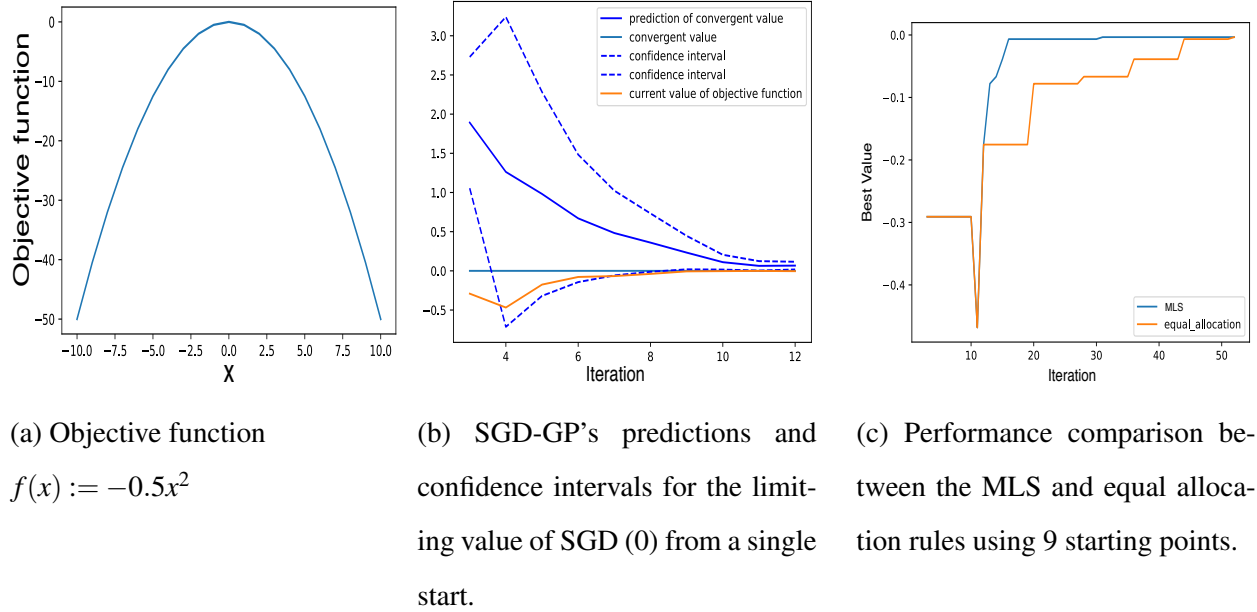 Objective function
0
−10
−20
−30
−40
−50
−10.0 −7.5 −5.0 −2.5 0.0 2.5 5.0 7.5 10.0
X
3.0
2.5
2.0
1.5
1.0
0.5
0.0
−0.5
prediction of convergent value
convergent value
confidence interval
confidence interval
current value of objective function
4 6 8 10 12
Iteration
Best Value
0.0
−0.1
−0.2
−0.3
−0.4
MLS
equal_allocation
10 20 30 40 50
Iteration
(a) Objective function
f(x) := −0.5x²
(b) SGD-GP's predictions and
confidence intervals for the limit-
ing value of SGD (0) from a single
start.
(c) Performance comparison be-
tween the MLS and equal alloca-
tion rules using 9 starting points.